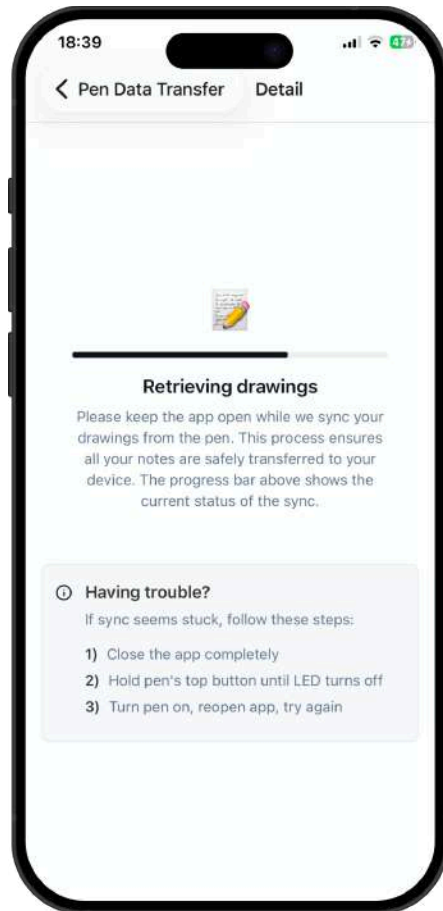 18:39
47
Pen Data Transfer Detail
Retrieving drawings
Please keep the app open while we sync your
drawings from the pen. This process ensures
all your notes are safely transferred to your
device. The progress bar above shows the
current status of the sync.
Having trouble?
If sync seems stuck, follow these steps:
1) Close the app completely
2) Hold pen's top button until LED turns off
3) Turn pen on, reopen app, try again